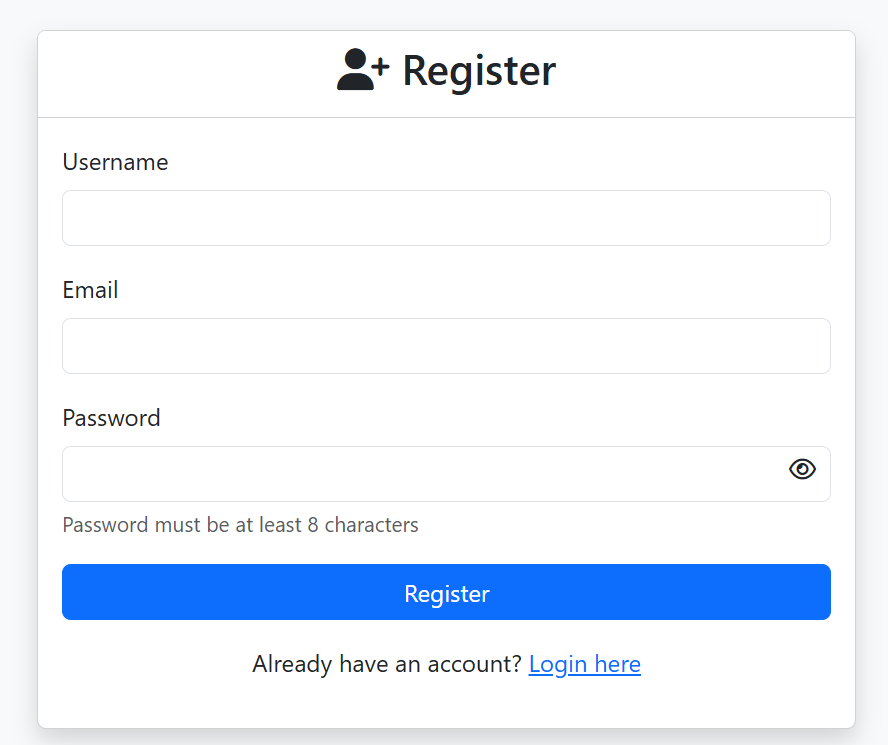 Register
Username
Email
Password
Password must be at least 8 characters
Register
Already have an account? Login here